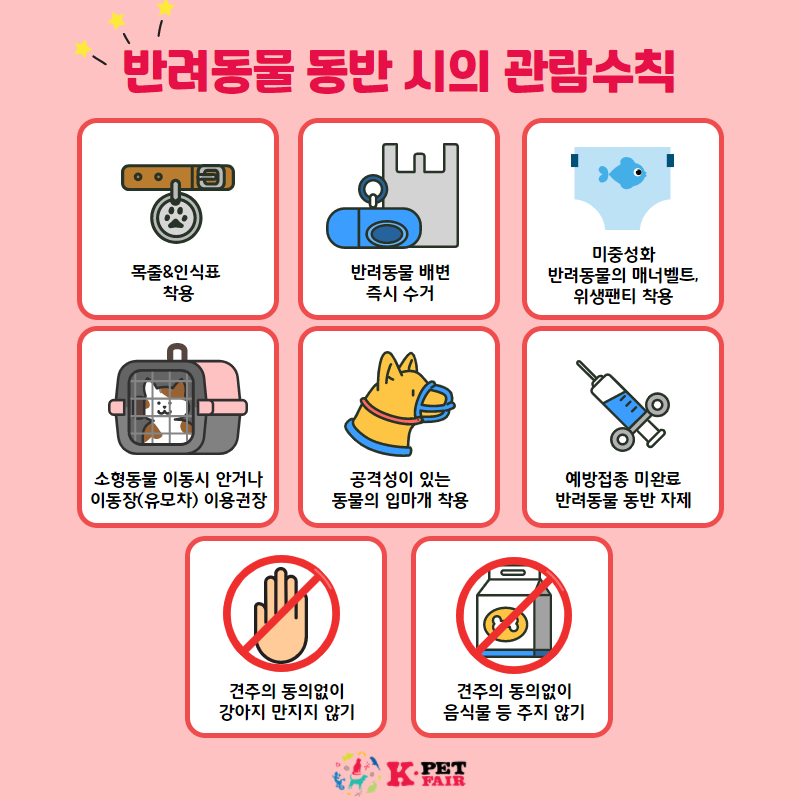 반려동물 동반 시의 관람수칙
목줄&인식표
착용
반려동물 배변
즉시 수거
미중성화
반려동물의 매너벨트,
위생팬티 착용
소형동물 이동시 안거나
이동장(유모차) 이용권장
공격성이 있는
동물의 입마개 착용
예방접종 미완료
반려동물 동반 자제
견주의 동의없이
강아지 만지지 않기
견주의 동의없이
음식물 등 주지 않기
K·PET
FAIR